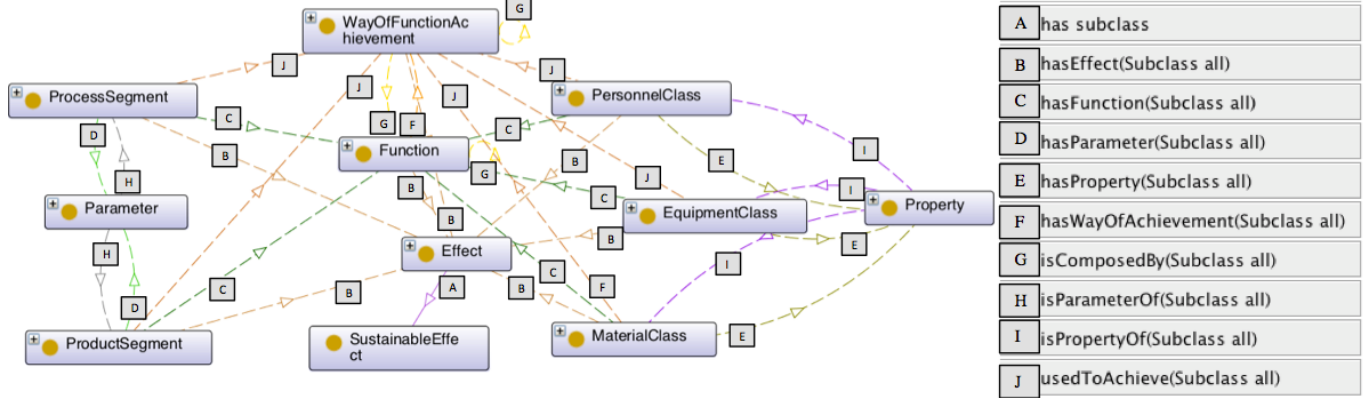 WayOfFunctionAc
hievement
G
J
J
J
J
ProcessSegment
PersonnelClass
D
C
G
F
C
B
Function
B
E
I
H
B
G
J
I
Parameter
B
C
EquipmentClass
Property
H
Effect
B
E
D
C
B
A
B
C
F
I
ProductSegment
SustainableEffe
ct
MaterialClass
E
A has subclass
B hasEffect(Subclass all)
C hasFunction(Subclass all)
D hasParameter(Subclass all)
E hasProperty(Subclass all)
F hasWayOfAchievement(Subclass all)
G isComposedBy(Subclass all)
H isParameterOf(Subclass all)
I isPropertyOf(Subclass all)
J usedToAchieve(Subclass all)